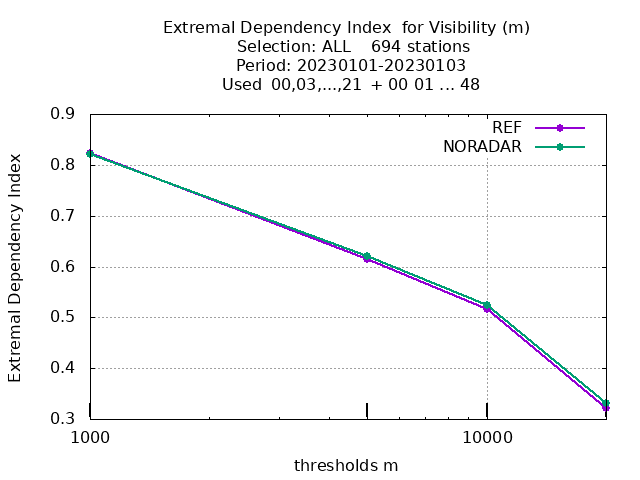 Extremal Dependency Index  for Visibility (m)
Selection: ALL    694 stations
Period: 20230101-20230103
Used  00,03,...,21  + 00 01 ... 48
REF
NORADAR
Extremal Dependency Index
0.9
0.8
0.7
0.6
0.5
0.4
0.3
1000
10000
thresholds m